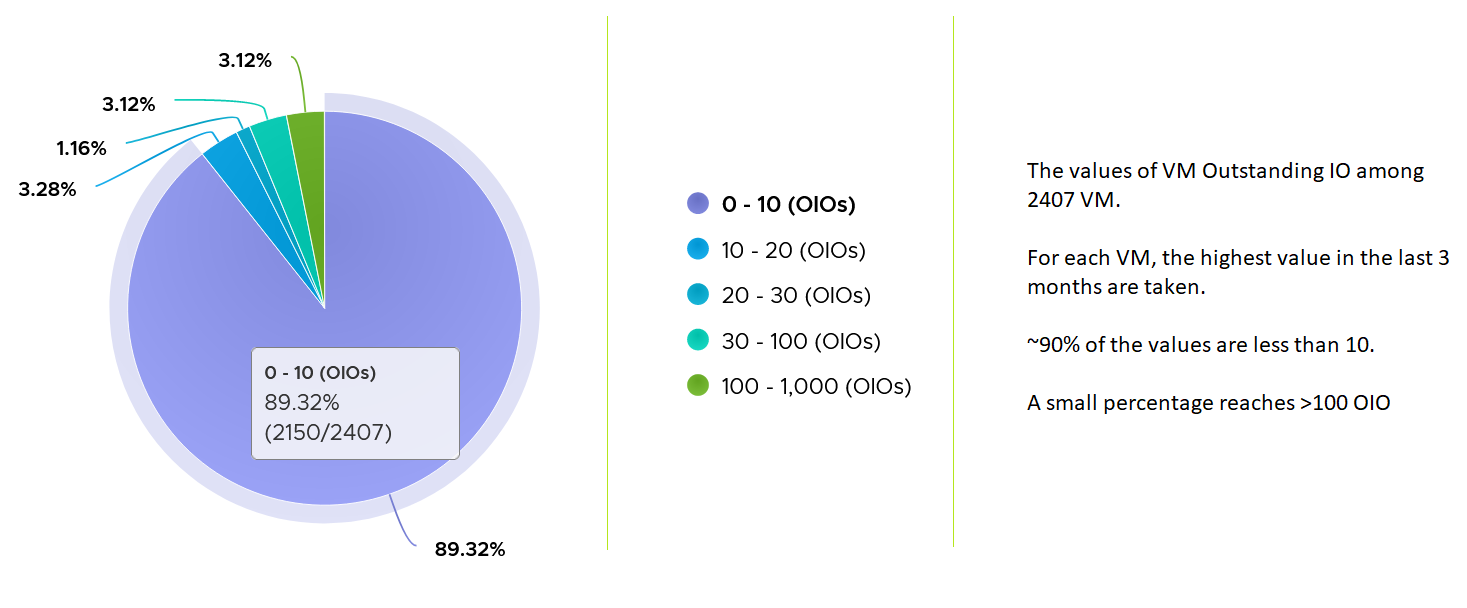 3.12%
3.12%
1.16%
3.28%
0 - 10 (OIOs)
89.32%
(2150/2407)
89.32%
0 - 10 (OIOs)
10 - 20 (OIOs)
20 - 30 (OIOs)
30 - 100 (OIOs)
100 - 1,000 (OIOs)
The values of VM Outstanding IO among
2407 VM.
For each VM, the highest value in the last 3
months are taken.
~90% of the values are less than 10.
A small percentage reaches >100 OIO